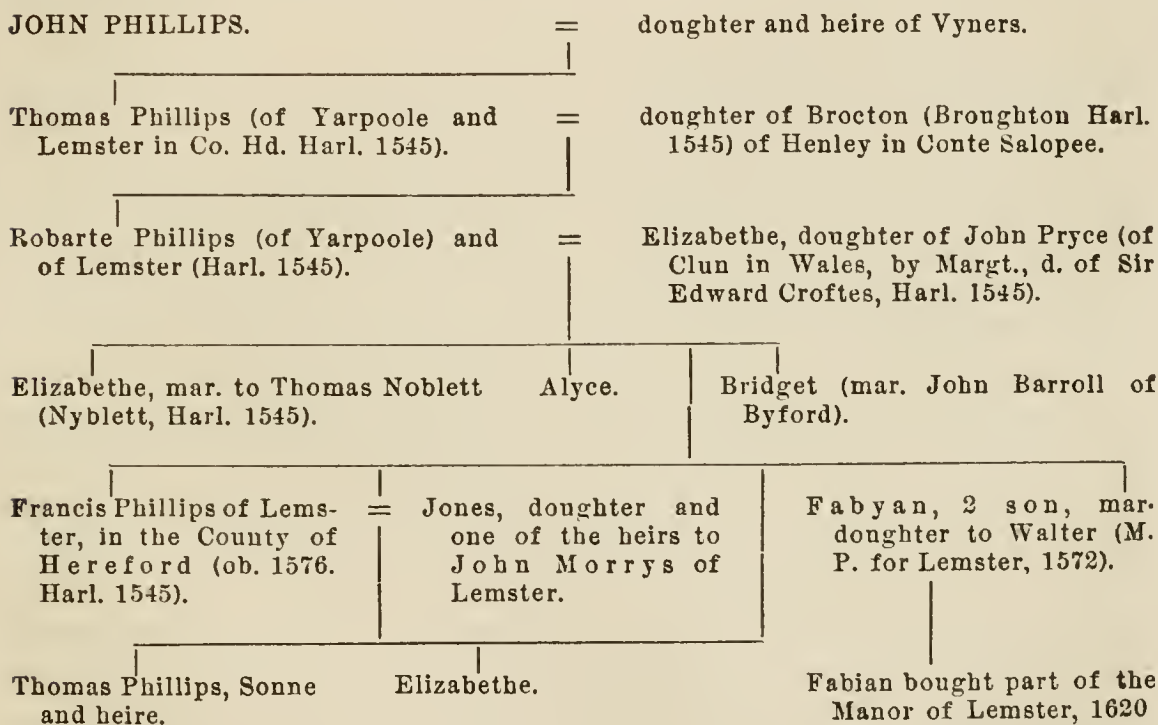 JOHN PHILLIPS. = doughter and heire of Vyners.
Thomas Phillips (of Yarpoole and = doughter of Brocton (Broughton Harl.
Lemster in Co. Hd. Harl. 1545). 1545) of Henley in Conte Salopee.
Robarte Phillips (of Yarpoole) and = Elizabethe, doughter of John Pryce (of
of Lemster (Harl. 1545). Clun in Wales, by Margt., d. of Sir
Edward Croftes, Harl. 1545).
Elizabethe, mar. to Thomas Noblett Alyce. Bridget (mar. John Barroll of
(Nyblett, Harl. 1545). Byford).
Francis Phillips of Lems- = Jones, doughter and Fabyan, 2 son, mar.
ter, in the County of one of the heirs to doughter to Walter (M.
Hereford (ob. 1576. John Morrys of P. for Lemster, 1572).
Harl. 1545). Lemster.
Thomas Phillips, Sonne Elizabethe. Fabian bought part of the
and heire. Manor of Lemster, 1620